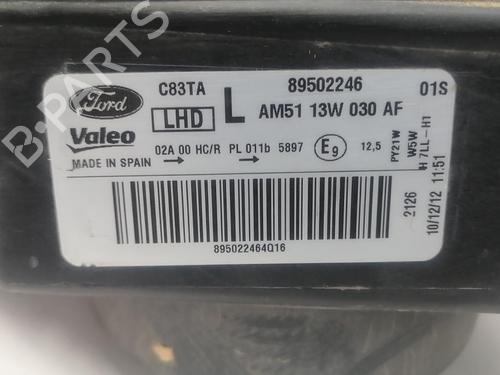 B-PARTS
Ford
C83TA
89502246
01S
LHD
L
AM51 13W 030 AF
Valeo
02A 00 HC/R PL 011b 5897
E9
12,5
MADE IN SPAIN
PY21W
W5W
H 7LL-H1
2126
10/12/12 11:51
895022464Q16